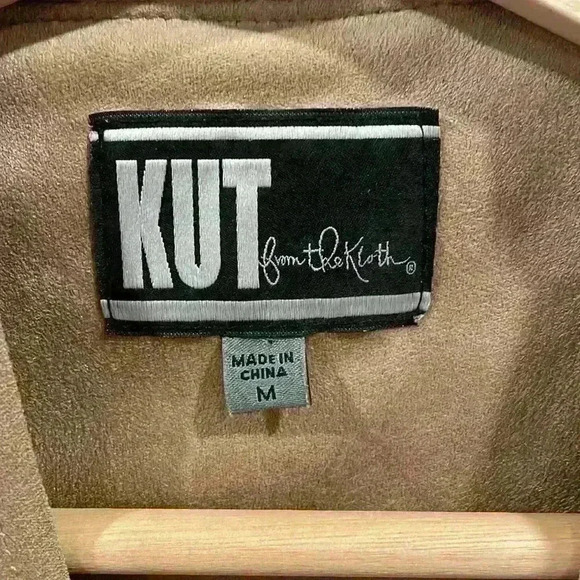 KUT from the Kloth®
MADE IN
CHINA
M